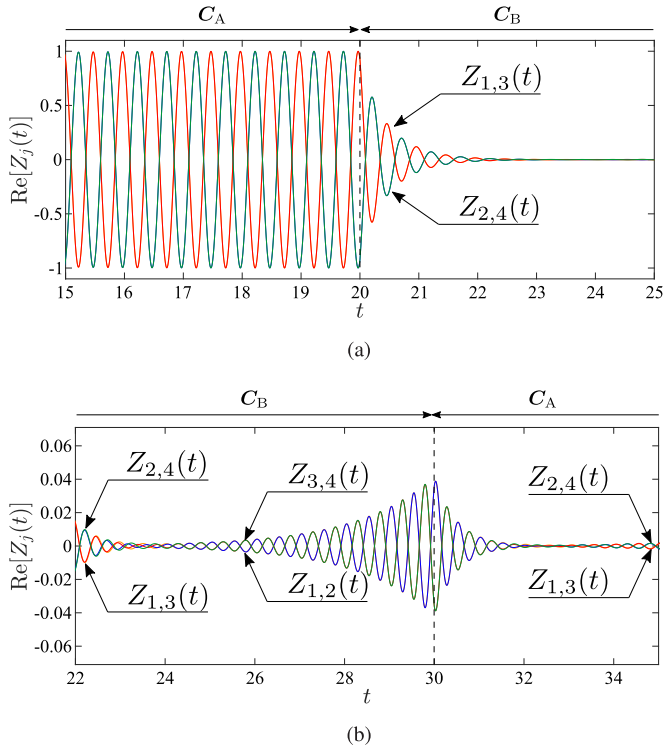 C_A C_B
1
0.5
0
-0.5
-1
Re[Z_j(t)]
Z_{1,3}(t)
Z_{2,4}(t)
15 16 17 18 19 20 21 22 23 24 25
t
(a)
C_B C_A
0.06
0.04
0.02
0
-0.02
-0.04
-0.06
Re[Z_j(t)]
Z_{2,4}(t) Z_{3,4}(t) Z_{2,4}(t)
Z_{1,3}(t) Z_{1,2}(t) Z_{1,3}(t)
22 24 26 28 30 32 34
t
(b)